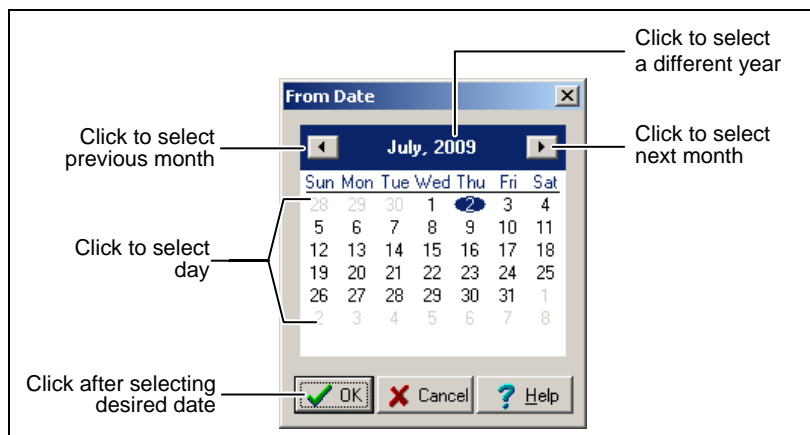 Click to select
a different year
From Date
Click to select
previous month
July, 2009
Click to select
next month
Sun Mon Tue Wed Thu Fri Sat
28 29 30 1 2 3 4
5 6 7 8 9 10 11
12 13 14 15 16 17 18
19 20 21 22 23 24 25
26 27 28 29 30 31 1
2 3 4 5 6 7 8
Click to select
day
Click after selecting
desired date
OK Cancel Help